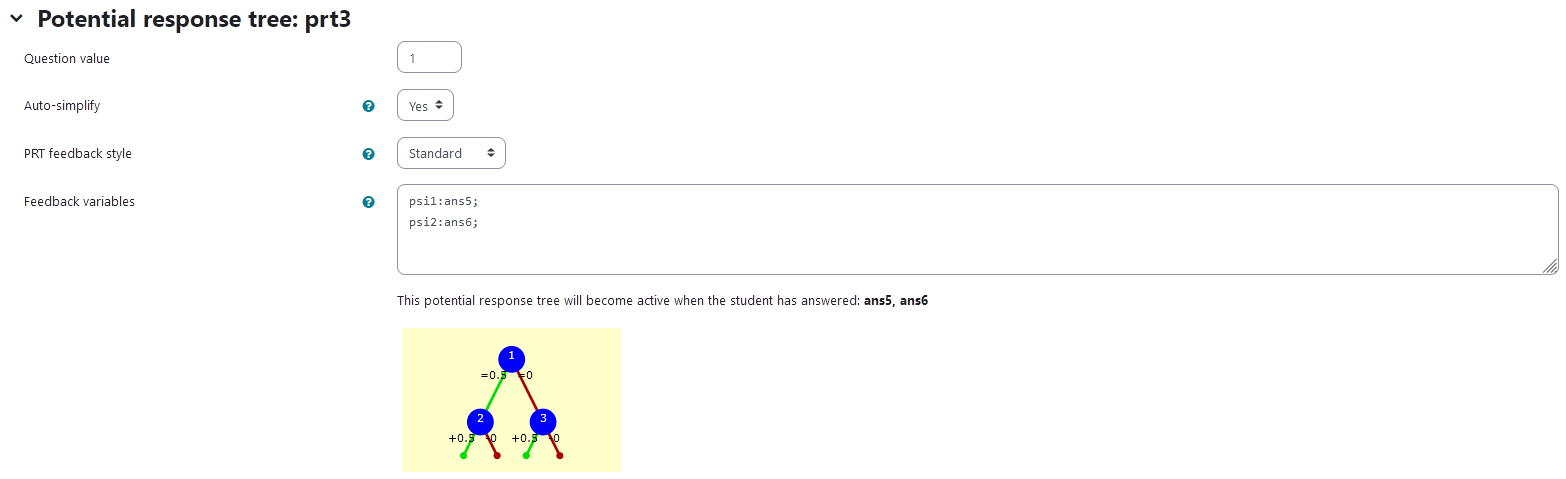 Potential response tree: prt3
Question value
1
Auto-simplify
Yes
PRT feedback style
Standard
Feedback variables
psi1:ans5;
psi2:ans6;
This potential response tree will become active when the student has answered: ans5, ans6
1
=0.5 =0
2 3
+0.5 -0 +0.5 -0